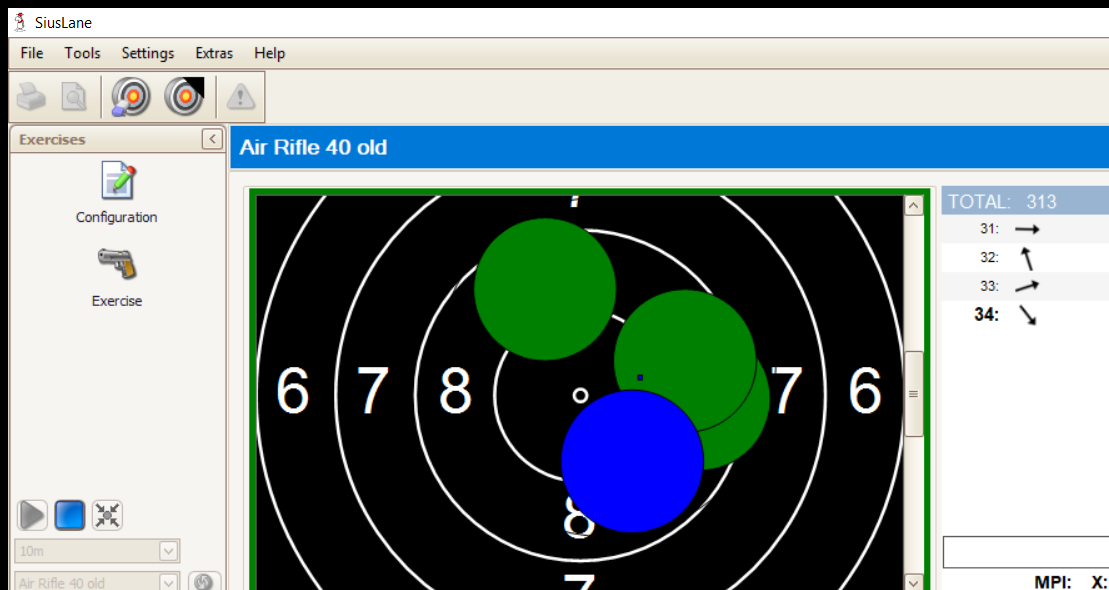 SiusLane
File Tools Settings Extras Help
Exercises
Air Rifle 40 old
Configuration
Exercise
TOTAL: 313
31:
32:
33:
34:
6 7 8 7 6
8
7
10m
Air Rifle 40 old
MPI: X: